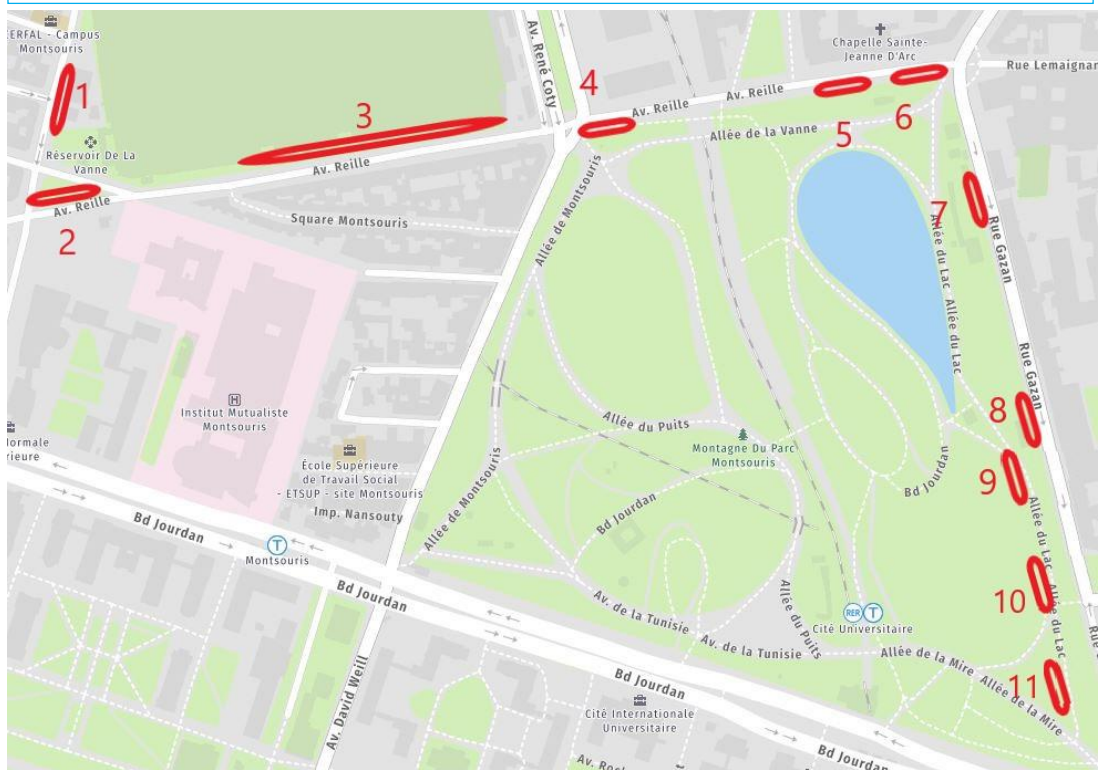 ERFAL - Campus
Montsouris
1
Réservoir De La
Vanne
Av. Reille
2
3
Av. Reille
Square Montsouris
Av. René Coty
4
Av. Reille
Av. Reille
Chapelle Sainte-
Jeanne D'Arc
Rue Lemaignan
5
6
Allée de la Vanne
Allée de Montsouris
7
Rue Gazan
Allée du Lac
Allée du Lac
Rue Gazan
8
9
Institut Mutualiste
Montsouris
H
Allée du Puits
Montagne Du Parc
Montsouris
École Supérieure
de Travail Social
- ETSUP - site Montsouris
Imp. Nansouty
Allée de Montsouris
Bd Jourdan
Bd Jourdan
Allée du Lac
Allée du Lac
10
11
ormale
rieure
Bd Jourdan
T
Montsouris
Bd Jourdan
Av. de la Tunisie
Av. de la Tunisie
Allée du Puits
RER T
Cité Universitaire
Allée de la Mire
Allée de la Mire
Bd Jourdan
Cité Internationale
Universitaire
Av. David Weill
Bd Jourdan